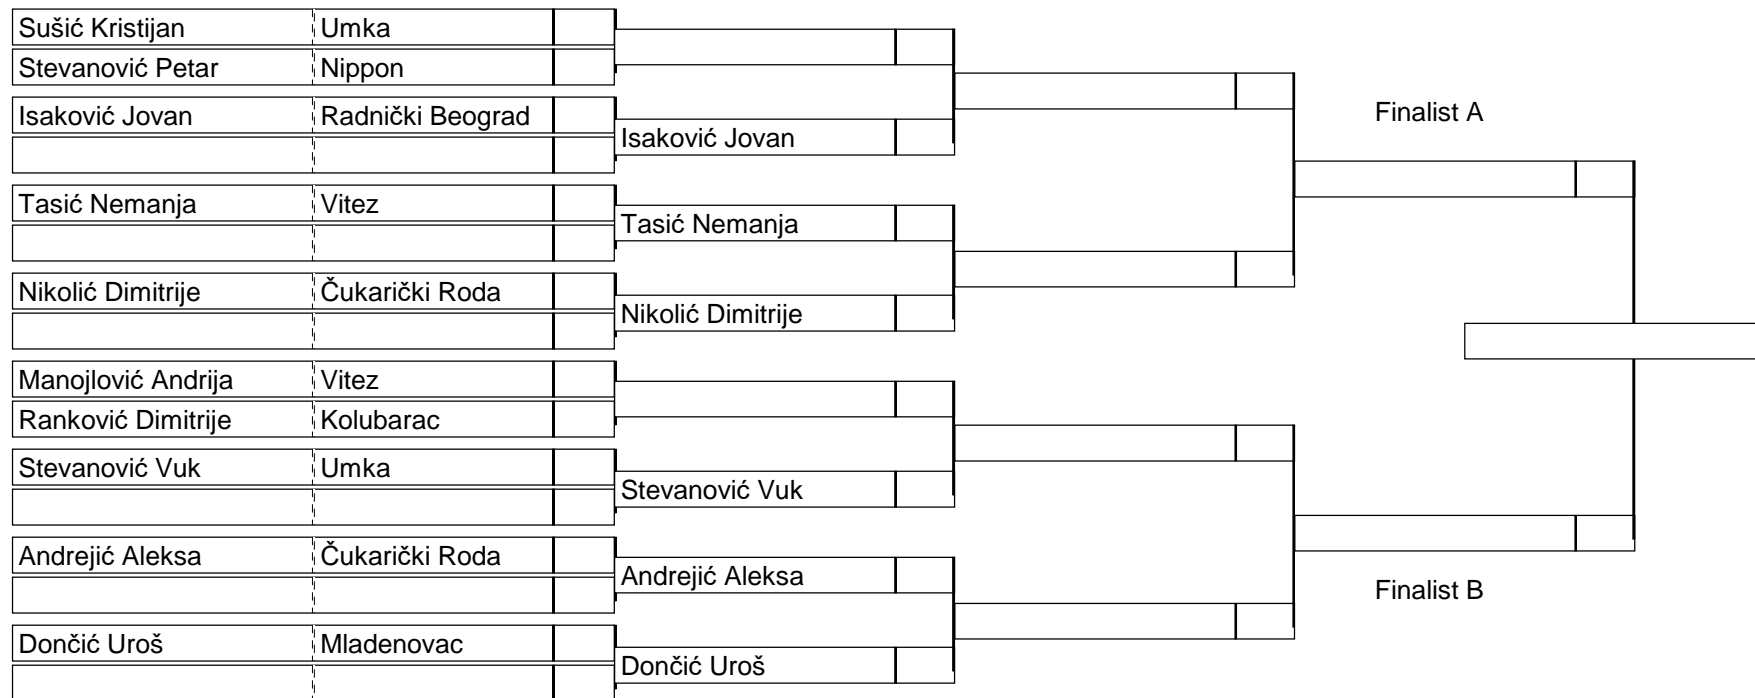 Sušić Kristijan Umka
Stevanović Petar Nippon
Isaković Jovan Radnički Beograd
Finalist A
Isaković Jovan
Tasić Nemanja Vitez
Tasić Nemanja
Nikolić Dimitrije Čukarički Roda
Nikolić Dimitrije
Manojlović Andrija Vitez
Ranković Dimitrije Kolubarac
Stevanović Vuk Umka
Stevanović Vuk
Andrejić Aleksa Čukarički Roda
Andrejić Aleksa
Finalist B
Dončić Uroš Mladenovac
Dončić Uroš